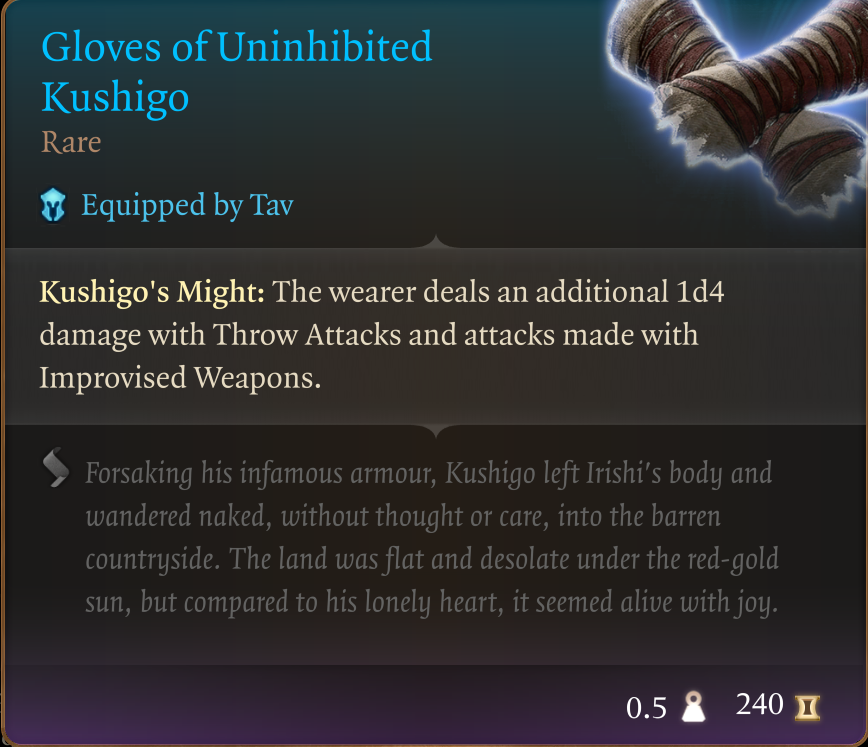 Gloves of Uninhibited
Kushigo
Rare
Equipped by Tav
Kushigo's Might: The wearer deals an additional 1d4
damage with Throw Attacks and attacks made with
Improvised Weapons.
Forsaking his infamous armour, Kushigo left Irishi's body and
wandered naked, without thought or care, into the barren
countryside. The land was flat and desolate under the red-gold
sun, but compared to his lonely heart, it seemed alive with joy.
0.5 240